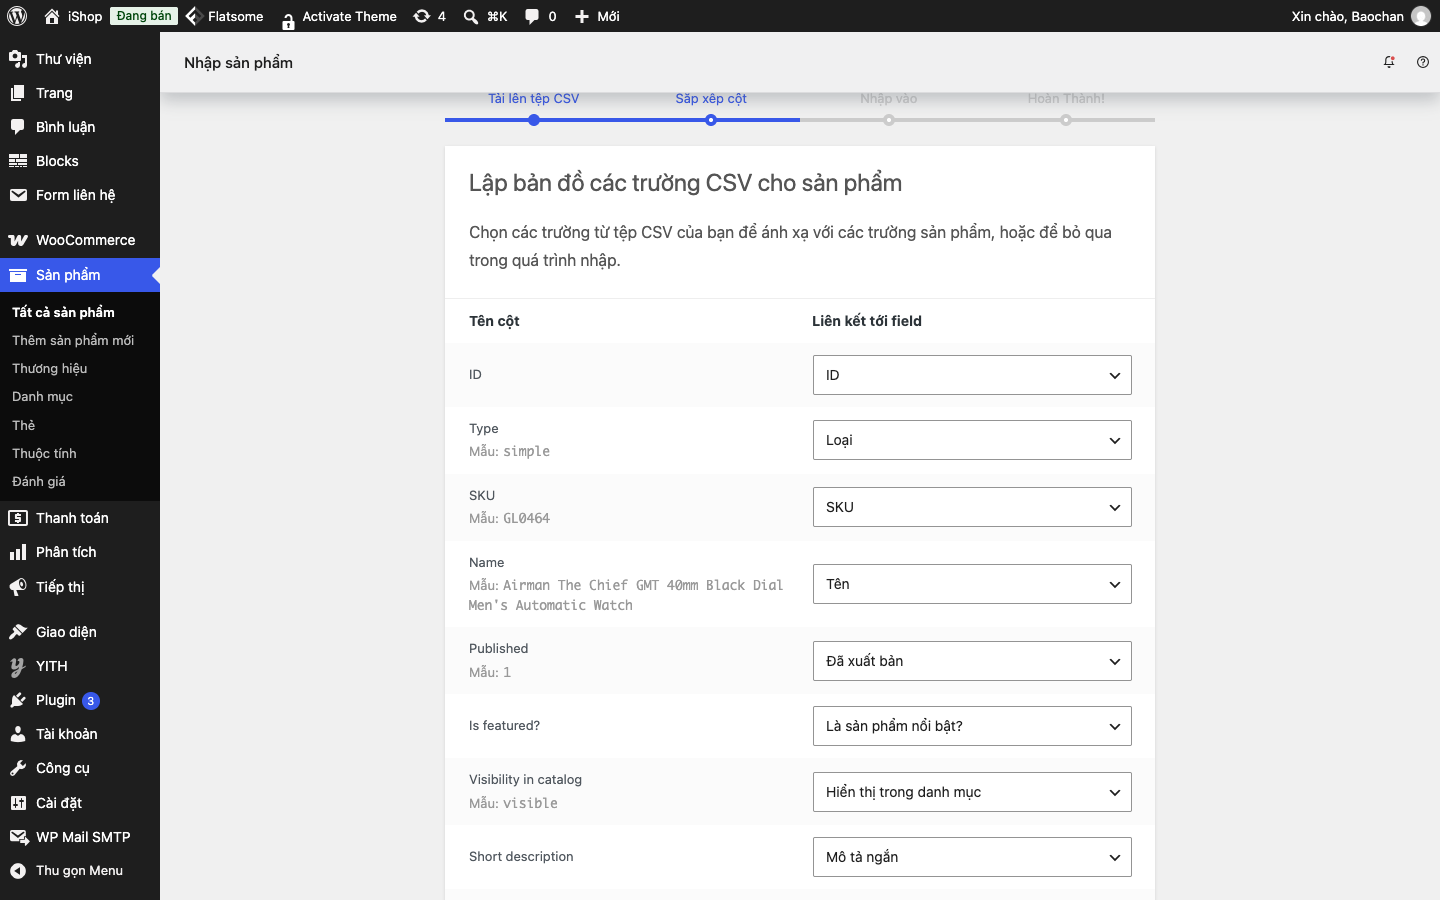 iShop
Đang bán
Flatsome
Activate Theme
4
⌘K
0
Mới
Xin chào, Baochan
Thư viện
Trang
Bình luận
Blocks
Form liên hệ
WooCommerce
Sản phẩm
Tất cả sản phẩm
Thêm sản phẩm mới
Thương hiệu
Danh mục
Thẻ
Thuộc tính
Đánh giá
Thanh toán
Phân tích
Tiếp thị
Giao diện
YITH
Plugin 3
Tài khoản
Công cụ
Cài đặt
WP Mail SMTP
Thu gọn Menu
Nhập sản phẩm
Tải lên tệp CSV
Sắp xếp cột
Nhập vào
Hoàn Thành!
Lập bản đồ các trường CSV cho sản phẩm
Chọn các trường từ tệp CSV của bạn để ánh xạ với các trường sản phẩm, hoặc để bỏ qua
trong quá trình nhập.
Tên cột
Liên kết tới field
ID
ID
Type
Mẫu: simple
Loại
SKU
Mẫu: GL0464
SKU
Name
Mẫu: Airman The Chief GMT 40mm Black Dial
Men's Automatic Watch
Tên
Published
Mẫu: 1
Đã xuất bản
Is featured?
Là sản phẩm nổi bật?
Visibility in catalog
Mẫu: visible
Hiển thị trong danh mục
Short description
Mô tả ngắn